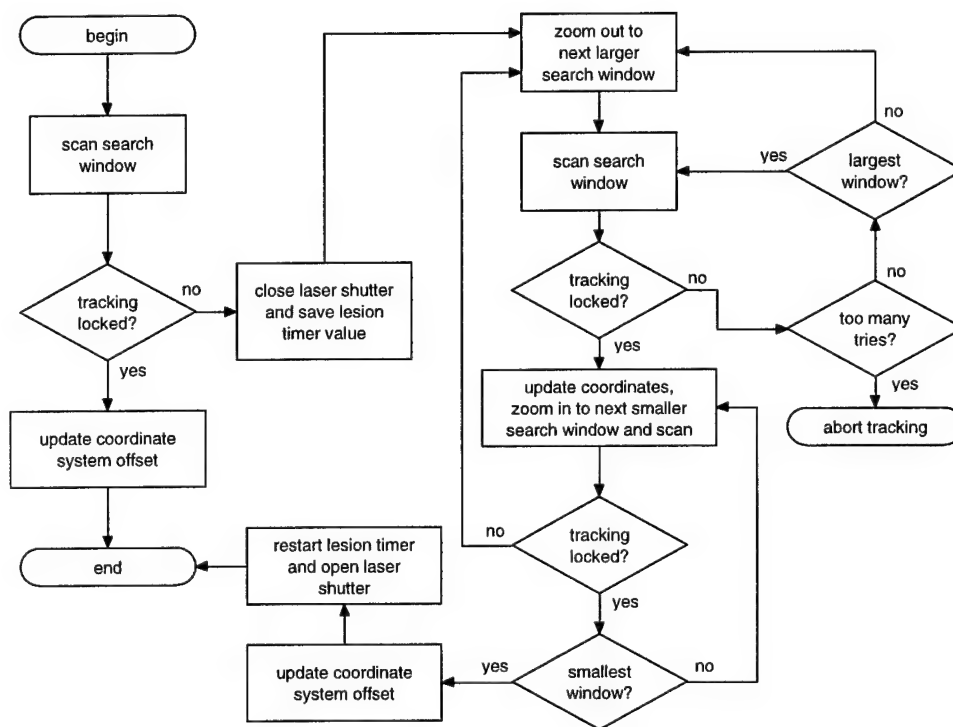 begin
scan search
window
tracking
locked?
no
yes
close laser shutter
and save lesion
timer value
update coordinate
system offset
end
zoom out to
next larger
search window
scan search
window
tracking
locked?
no
yes
too many
tries?
no
yes
abort tracking
largest
window?
no
yes
update coordinates,
zoom in to next smaller
search window and scan
tracking
locked?
no
yes
smallest
window?
no
yes
update coordinate
system offset
restart lesion timer
and open laser
shutter